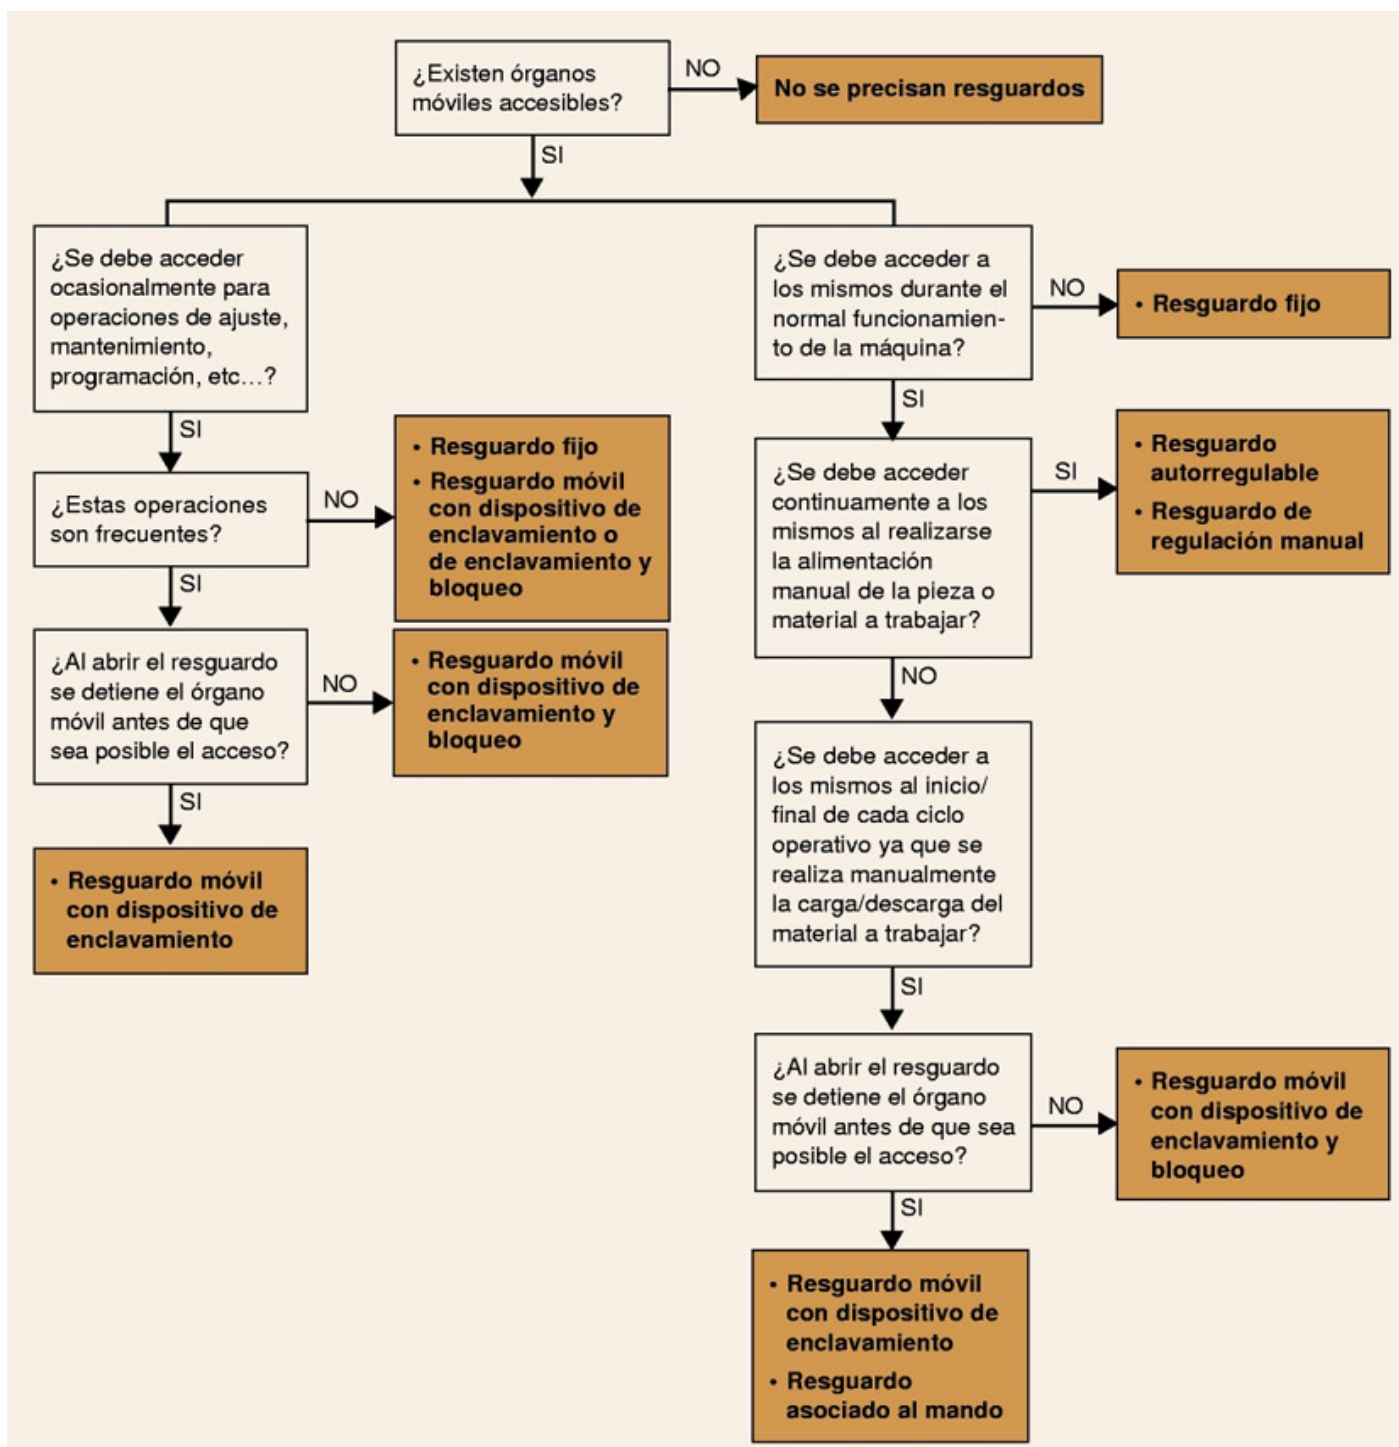 ¿Existen órganos
móviles accesibles?
NO
No se precisan resguardos
SI
¿Se debe acceder
ocasionalmente para
operaciones de ajuste,
mantenimiento,
programación, etc...?
SI
¿Estas operaciones
son frecuentes?
NO
• Resguardo fijo
• Resguardo móvil
con dispositivo de
enclavamiento o
de enclavamiento y
bloqueo
SI
¿Al abrir el resguardo
se detiene el órgano
móvil antes de que
sea posible el acceso?
NO
• Resguardo móvil
con dispositivo de
enclavamiento y
bloqueo
SI
• Resguardo móvil
con dispositivo de
enclavamiento
¿Se debe acceder a
los mismos durante el
normal funcionamien-
to de la máquina?
NO
• Resguardo fijo
SI
¿Se debe acceder
continuamente a los
mismos al realizarse
la alimentación
manual de la pieza o
material a trabajar?
SI
• Resguardo
autorregulable
• Resguardo de
regulación manual
NO
¿Se debe acceder a
los mismos al inicio/
final de cada ciclo
operativo ya que se
realiza manualmente
la carga/descarga del
material a trabajar?
SI
¿Al abrir el resguardo
se detiene el órgano
móvil antes de que sea
posible el acceso?
NO
• Resguardo móvil
con dispositivo de
enclavamiento y
bloqueo
SI
• Resguardo móvil
con dispositivo de
enclavamiento
• Resguardo
asociado al mando